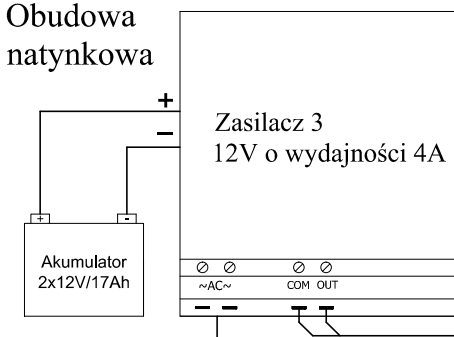 Obudowa
natynkowa
+
−
Zasilacz 3
12V o wydajności 4A
+ -
Akumulator
2x12V/17Ah
~AC~ COM OUT